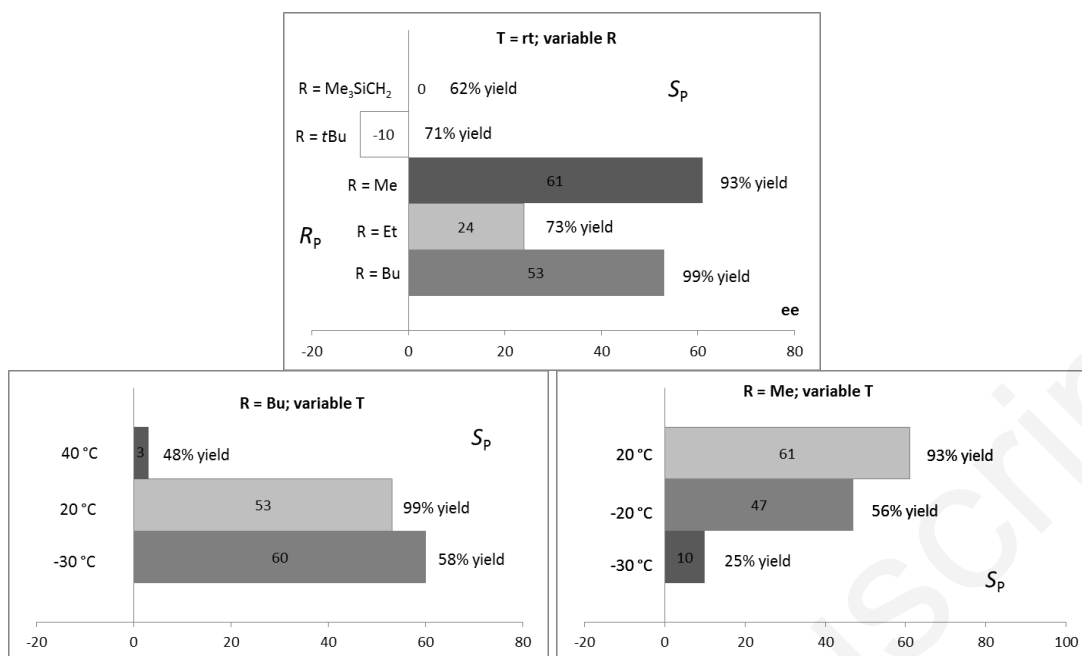 T = rt; variable R
R = Me₃SiCH₂ 0 62% yield Sₚ
R = tBu -10 71% yield
R = Me 61 93% yield
Rₚ R = Et 24 73% yield
R = Bu 53 99% yield
ee
-20 0 20 40 60 80
R = Bu; variable T
Sₚ
40 °C 3 48% yield
20 °C 53 99% yield
-30 °C 60 58% yield
-20 0 20 40 60 80
R = Me; variable T
20 °C 61 93% yield
-20 °C 47 56% yield
-30 °C 10 25% yield
Sₚ
-20 0 20 40 60 80 100